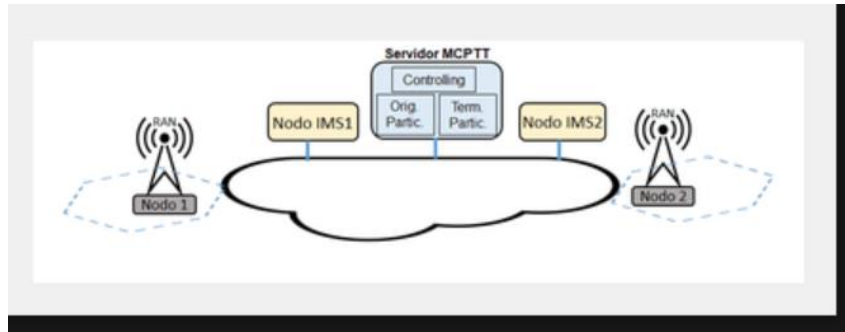 Servidor MCPTT
Controlling
Orig.
Partic.
Term.
Partic.
Nodo IMS1
Nodo IMS2
RAN
RAN
Nodo 1
Nodo 2